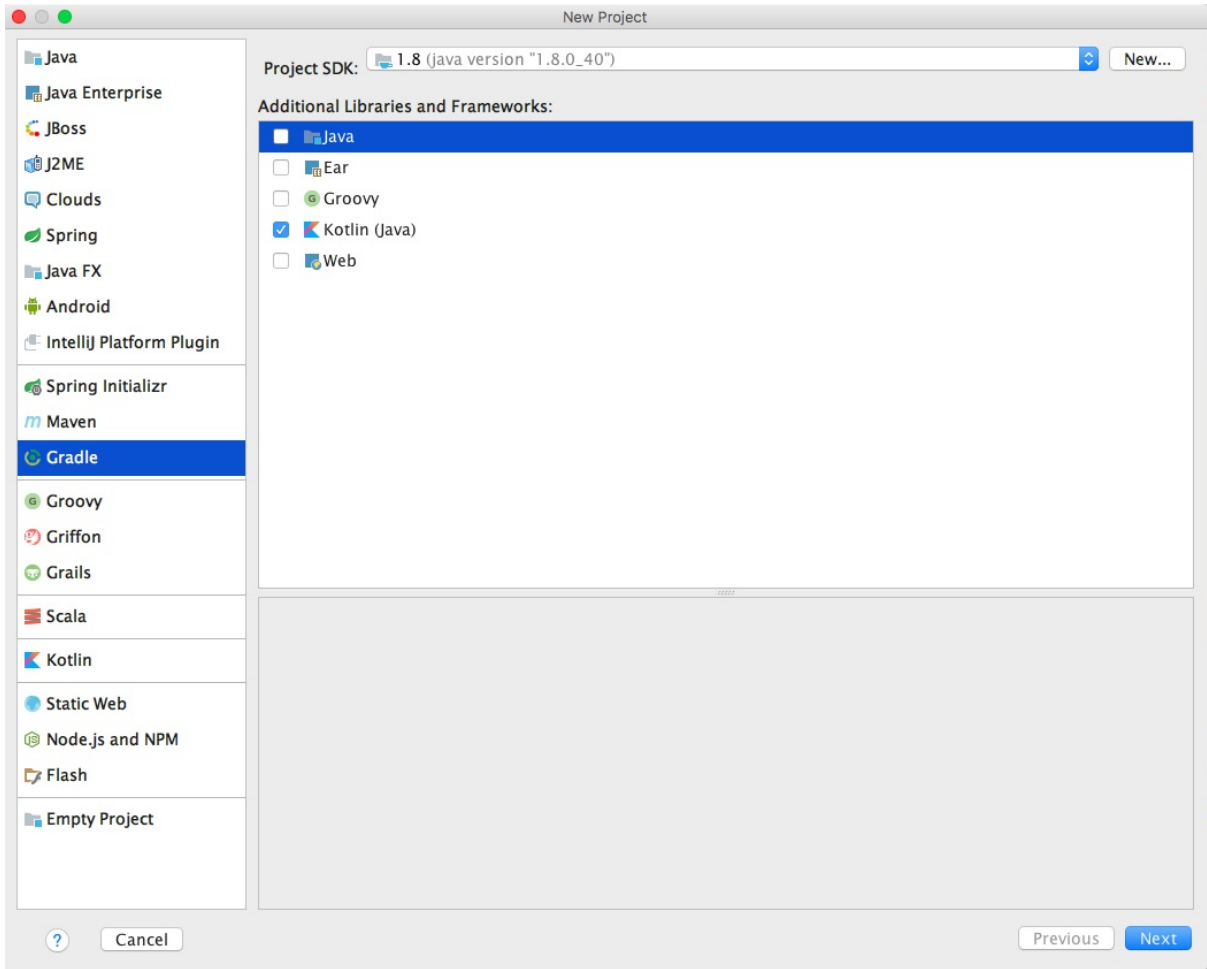 New Project
Java
Java Enterprise
JBoss
J2ME
Clouds
Spring
Java FX
Android
IntelliJ Platform Plugin
Spring Initializr
m Maven
Gradle
G Groovy
Griffon
Grails
Scala
Kotlin
Static Web
JS Node.js and NPM
Flash
Empty Project
Project SDK: 1.8 (java version "1.8.0_40") New...
Additional Libraries and Frameworks:
Java
Ear
G Groovy
Kotlin (Java)
Web
? Cancel Previous Next